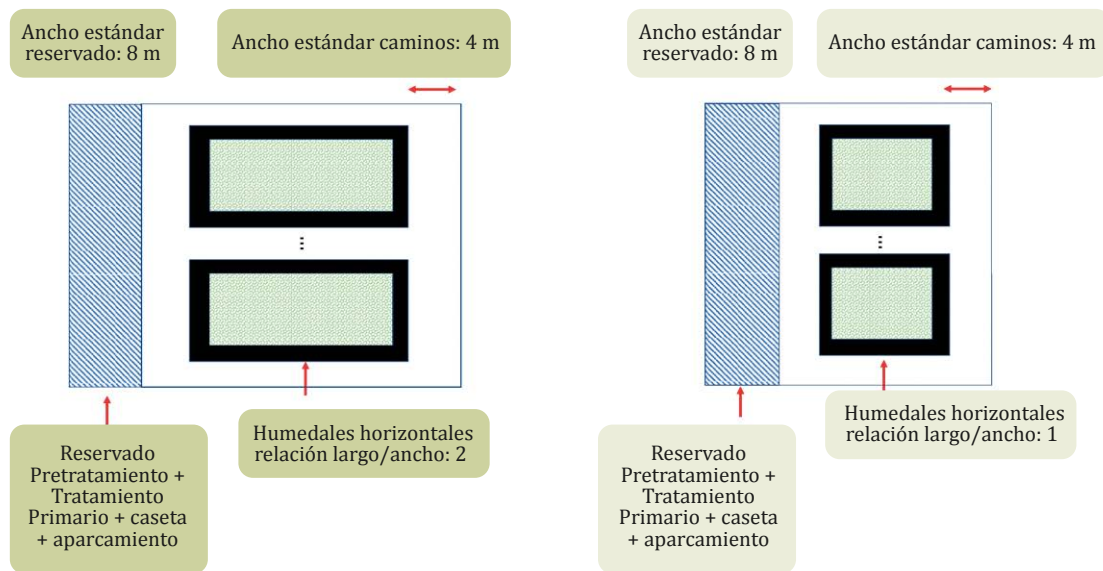 Ancho estándar
reservado: 8 m
Ancho estándar caminos: 4 m
Ancho estándar
reservado: 8 m
Ancho estándar caminos: 4 m
...
...
Humedales horizontales
relación largo/ancho: 2
Humedales horizontales
relación largo/ancho: 1
Reservado
Pretratamiento +
Tratamiento
Primario + caseta
+ aparcamiento
Reservado
Pretratamiento +
Tratamiento
Primario + caseta
+ aparcamiento